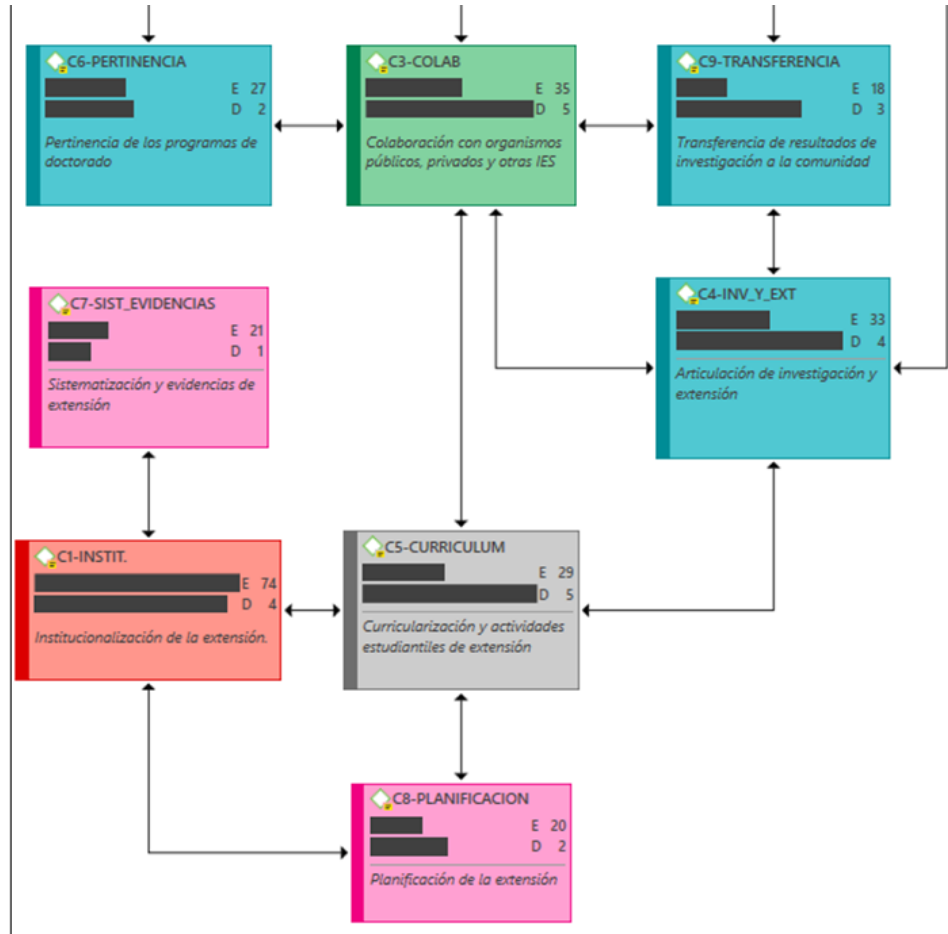 C6-PERTINENCIA
E 27
D 2
Pertinencia de los programas de
doctorado
C3-COLAB
E 35
D 5
Colaboración con organismos
públicos, privados y otras IES
C9-TRANSFERENCIA
E 18
D 3
Transferencia de resultados de
investigación a la comunidad
C7-SIST_EVIDENCIAS
E 21
D 1
Sistematización y evidencias de
extensión
C4-INV_Y_EXT
E 33
D 4
Articulación de investigación y
extensión
C1-INSTIT.
E 74
D 4
Institucionalización de la extensión.
C5-CURRICULUM
E 29
D 5
Curricularización y actividades
estudiantiles de extensión
C8-PLANIFICACION
E 20
D 2
Planificación de la extensión